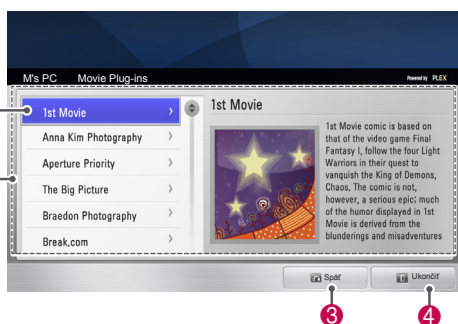 M's PC Movie Plug-ins
Powered by PLEX
1st Movie
Anna Kim Photography
Aperture Priority
The Big Picture
Braedon Photography
Break.com
1st Movie
1st Movie comic is based on
that of the video game Final
Fantasy I, follow the four Light
Warriors in their quest to
vanquish the King of Demons,
Chaos. The comic is not,
however, a serious epic; much
of the humor displayed in 1st
Movie is derived from the
blunderings and misadventures
Späť
Ukončiť
3
4